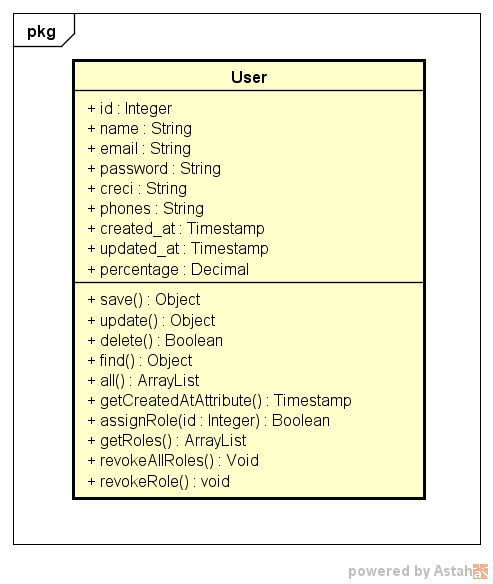 pkg
User
+ id : Integer
+ name : String
+ email : String
+ password : String
+ creci : String
+ phones : String
+ created_at : Timestamp
+ updated_at : Timestamp
+ percentage : Decimal
+ save() : Object
+ update() : Object
+ delete() : Boolean
+ find() : Object
+ all() : ArrayList
+ getCreatedAtAttribute() : Timestamp
+ assignRole(id : Integer) : Boolean
+ getRoles() : ArrayList
+ revokeAllRoles() : Void
+ revokeRole() : void
powered by Astah